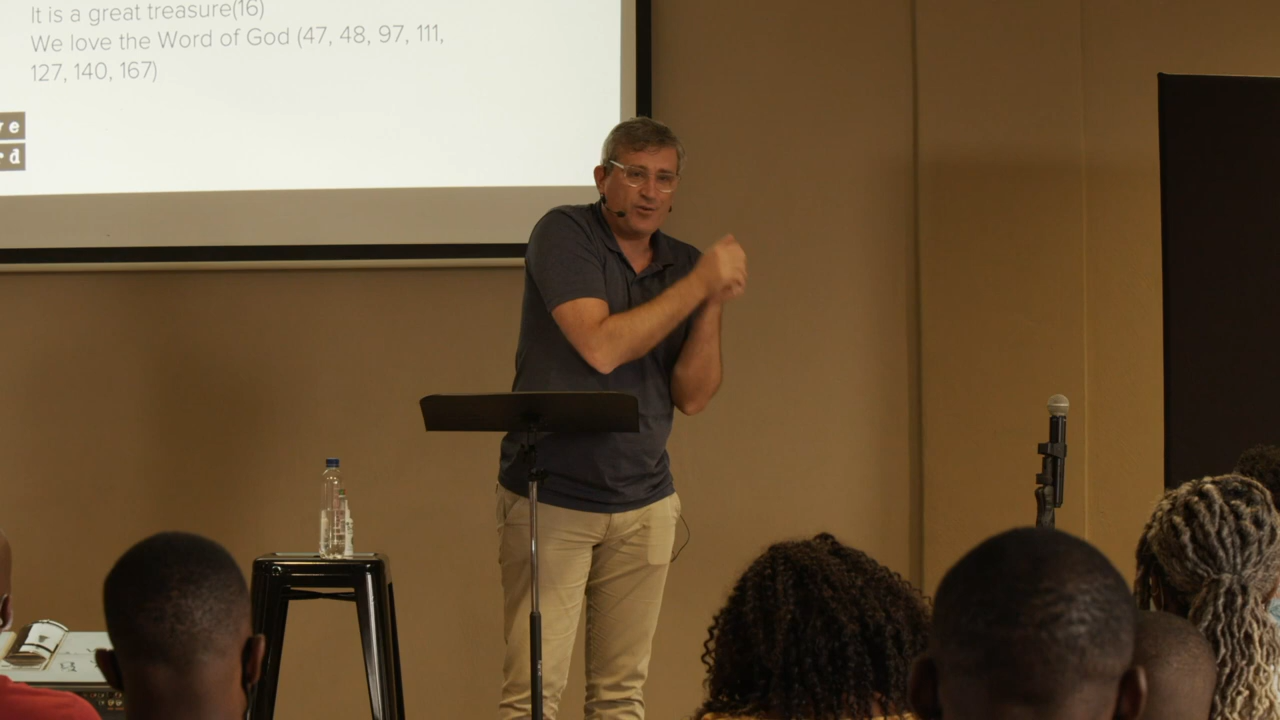 It is a great treasure(16)
We love the Word of God (47, 48, 97, 111,
127, 140, 167)